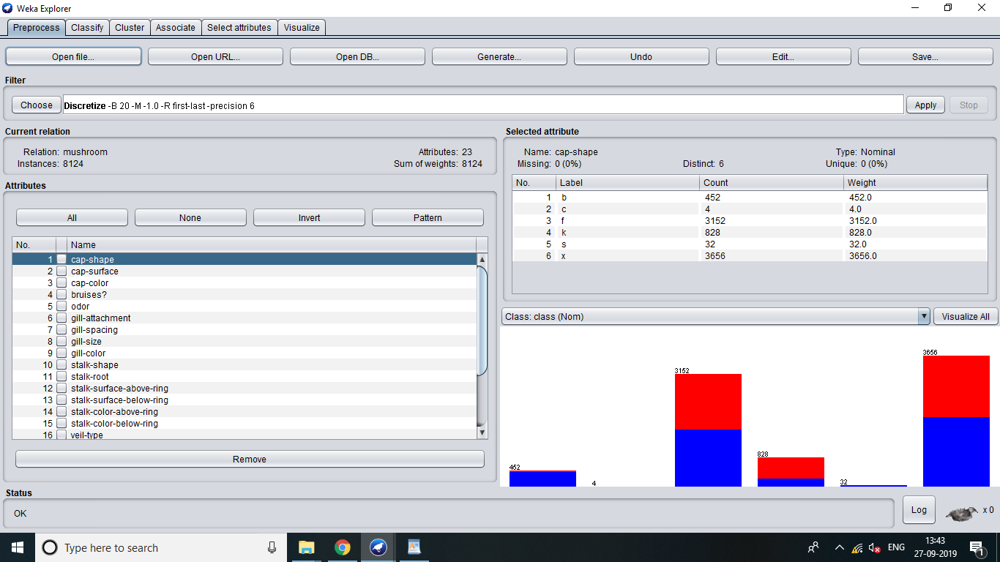 Weka Explorer
Preprocess Classify Cluster Associate Select attributes Visualize
Open file... Open URL... Open DB... Generate... Undo Edit... Save...
Filter
Choose Discretize -B 20 -M -1.0 -R first-last -precision 6 Apply Stop
Current relation
Relation: mushroom Attributes: 23
Instances: 8124 Sum of weights: 8124
Attributes
All None Invert Pattern
No. Name
1 cap-shape
2 cap-surface
3 cap-color
4 bruises?
5 odor
6 gill-attachment
7 gill-spacing
8 gill-size
9 gill-color
10 stalk-shape
11 stalk-root
12 stalk-surface-above-ring
13 stalk-surface-below-ring
14 stalk-color-above-ring
15 stalk-color-below-ring
16 veil-type
Remove
Selected attribute
Name: cap-shape Type: Nominal
Missing: 0 (0%) Distinct: 6 Unique: 0 (0%)
No. Label Count Weight
1 b 452 452.0
2 c 4 4.0
3 f 3152 3152.0
4 k 828 828.0
5 s 32 32.0
6 x 3656 3656.0
Class: class (Nom) Visualize All
452 4 3152 828 32 3656
Status
OK Log x 0
Type here to search ENG 13:43
27-09-2019 1